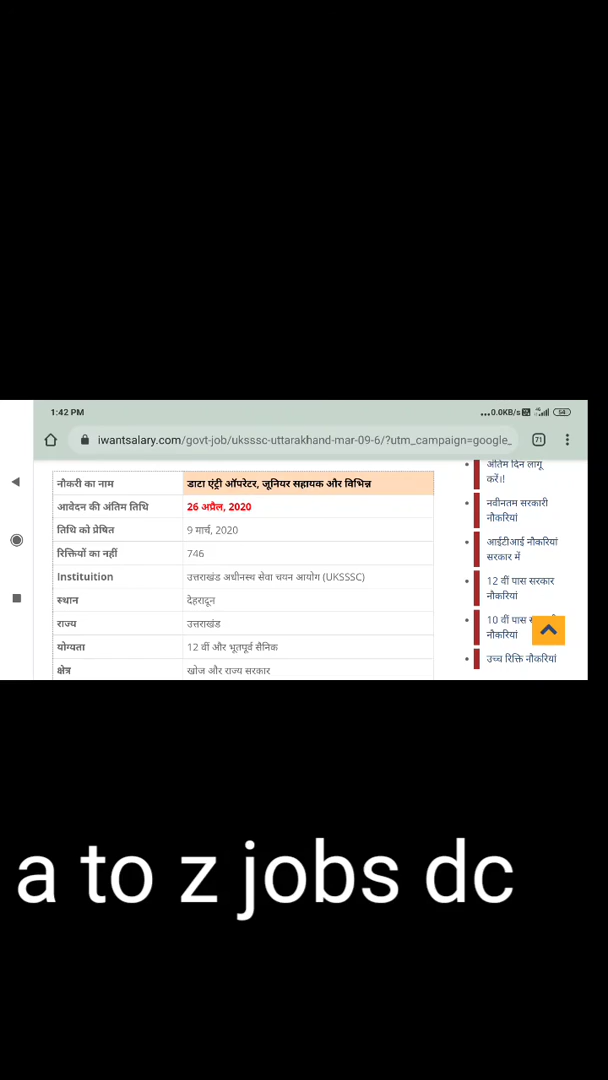 1:42 PM
...0.0KB/s 58
iwantsalary.com/govt-job/uksssc-uttarakhand-mar-09-6/?utm_campaign=google_
71
नौकरी का नाम डाटा एंट्री ऑपरेटर, जूनियर सहायक और विभिन्न
आवेदन की अंतिम तिथि 26 अप्रैल, 2020
तिथि को प्रेषित 9 मार्च, 2020
रिक्तियों का नहीं 746
Instituition उत्तराखंड अधीनस्थ सेवा चयन आयोग (UKSSSC)
स्थान देहरादून
राज्य उत्तराखंड
योग्यता 12 वीं और भूतपूर्व सैनिक
क्षेत्र खोज और राज्य सरकार
अंतिम दिन लागू
करें।!
नवीनतम सरकारी
नौकरियां
आईटीआई नौकरियां
सरकार में
12 वीं पास सरकार
नौकरियां
10 वीं पास
नौकरियां
उच्च रिक्ति नौकरियां
a to z jobs dc